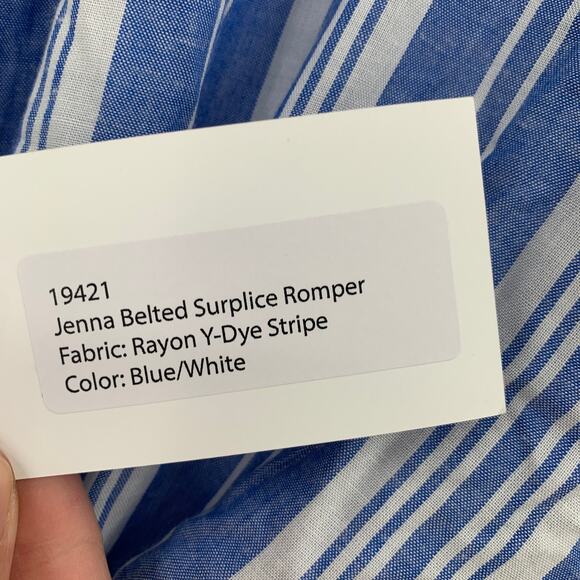 19421
Jenna Belted Surplice Romper
Fabric: Rayon Y-Dye Stripe
Color: Blue/White